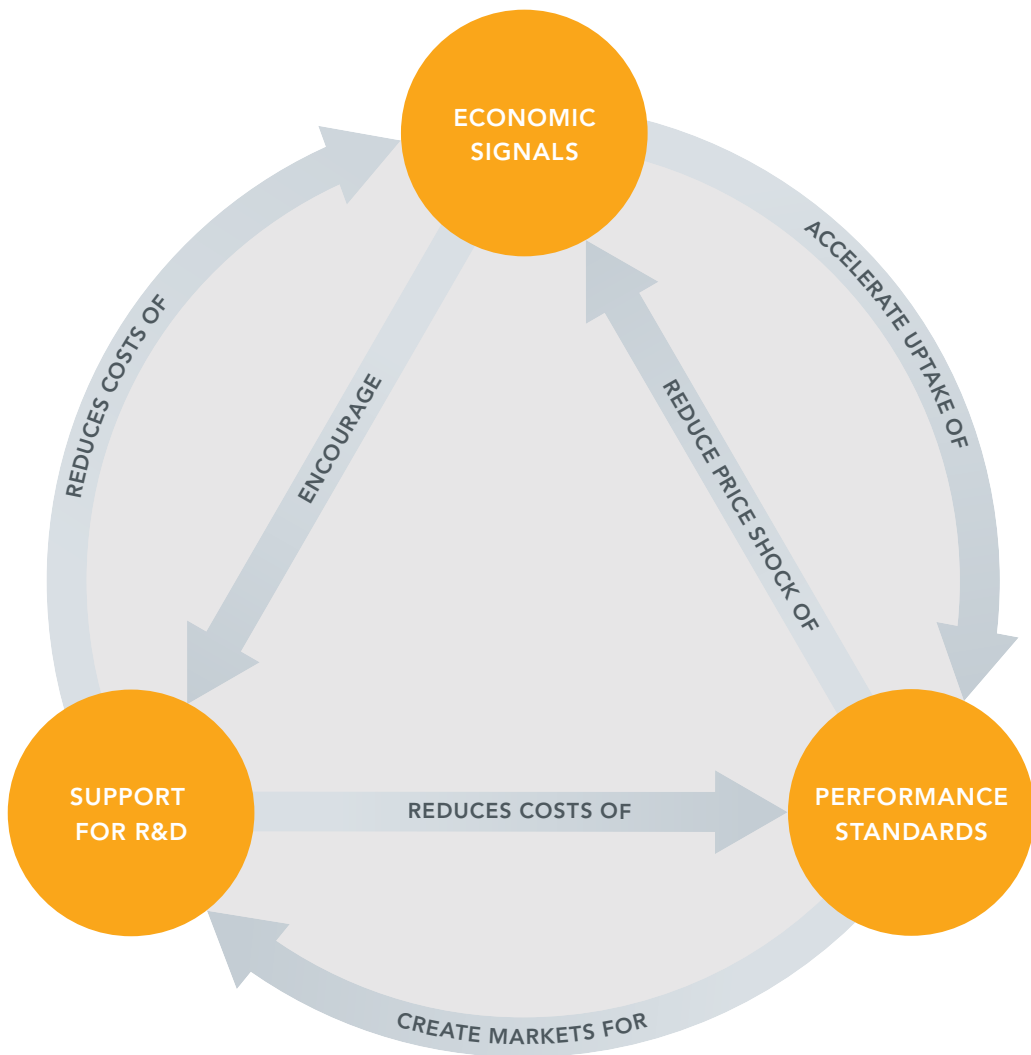 ECONOMIC
SIGNALS
ACCELERATE UPTAKE OF
REDUCES COSTS OF
ENCOURAGE
REDUCE PRICE SHOCK OF
SUPPORT
FOR R&D
REDUCES COSTS OF
PERFORMANCE
STANDARDS
CREATE MARKETS FOR